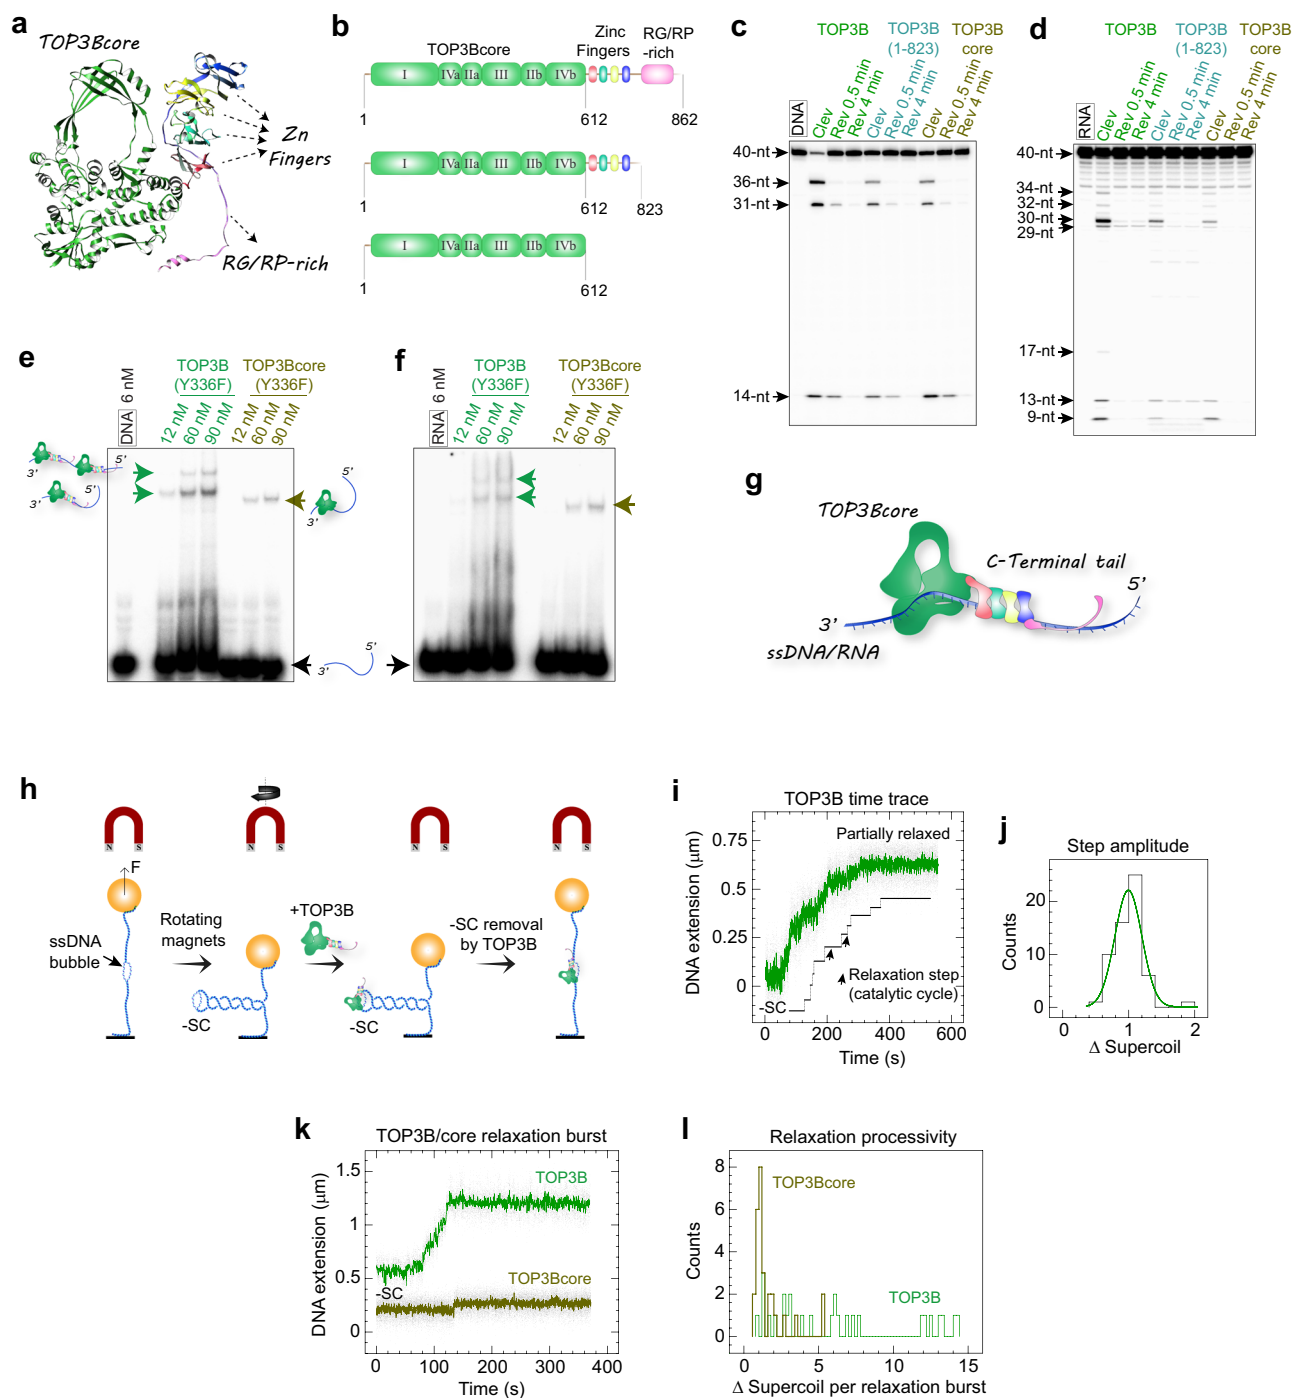 a
TOP3Bcore
Zn
Fingers
RG/RP-rich
b
TOP3Bcore
Zinc
Fingers
RG/RP
-rich
I IVa IIa III IIb IVb
1 612 862
I IVa IIa III IIb IVb
1 612 823
I IVa IIa III IIb IVb
1 612
c
TOP3B
TOP3B
(1-823)
TOP3B
core
DNA
Clev
Rev 0.5 min
Rev 4 min
Clev
Rev 0.5 min
Rev 4 min
Clev
Rev 0.5 min
Rev 4 min
40-nt
36-nt
31-nt
14-nt
d
TOP3B
TOP3B
(1-823)
TOP3B
core
RNA
Clev
Rev 0.5 min
Rev 4 min
Clev
Rev 0.5 min
Rev 4 min
Clev
Rev 0.5 min
Rev 4 min
40-nt
34-nt
32-nt
30-nt
29-nt
17-nt
13-nt
9-nt
e
DNA 6 nM
TOP3B
(Y336F)
TOP3Bcore
(Y336F)
12 nM
60 nM
90 nM
12 nM
60 nM
90 nM
3' 5'
3' 5'
5'
3'
3' 5'
f
RNA 6 nM
TOP3B
(Y336F)
TOP3Bcore
(Y336F)
12 nM
60 nM
90 nM
12 nM
60 nM
90 nM
g
TOP3Bcore
C-Terminal tail
5'
3'
ssDNA/RNA
h
N S
N S
N S
N S
F
ssDNA
bubble
Rotating
magnets
-SC
+TOP3B
-SC
-SC removal
by TOP3B
i
TOP3B time trace
DNA extension (μm)
0.75
0.5
0.25
0
Partially relaxed
Relaxation step
(catalytic cycle)
-SC
0 200 400 600
Time (s)
j
Step amplitude
Counts
20
10
0
0 1 2
Δ Supercoil
k
TOP3B/core relaxation burst
DNA extension (μm)
1.5
1
0.5
0
TOP3B
-SC
TOP3Bcore
0 100 200 300 400
Time (s)
l
Relaxation processivity
Counts
8
6
4
2
0
TOP3Bcore
TOP3B
0 5 10 15
Δ Supercoil per relaxation burst